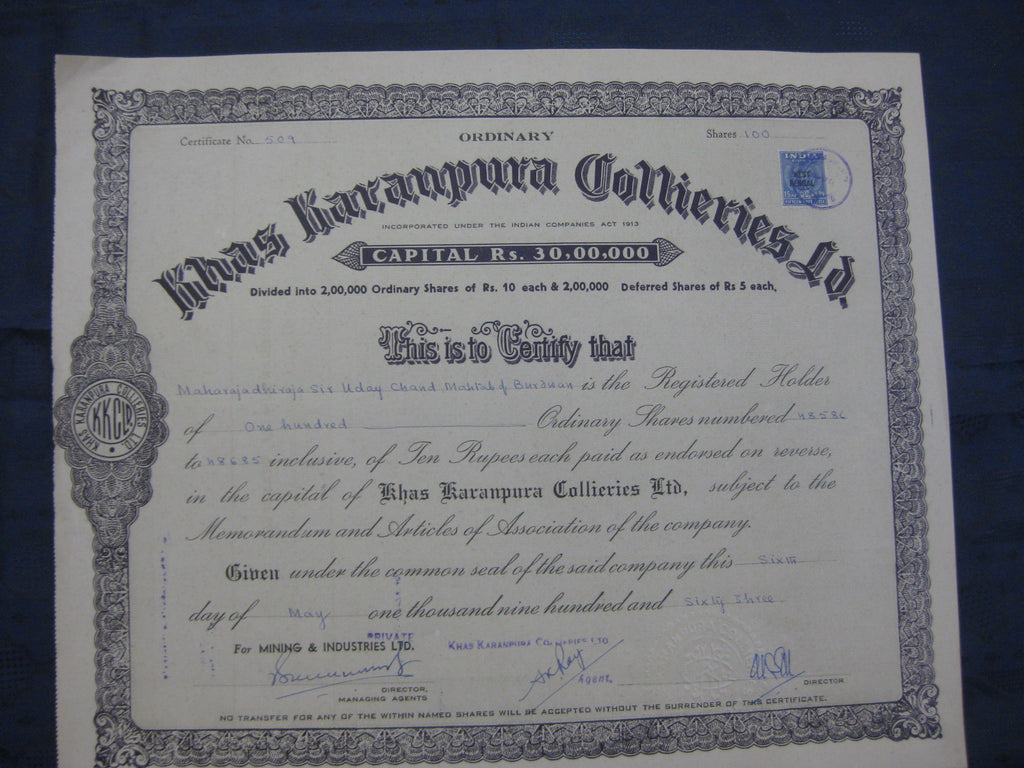 Certificate No. 509
ORDINARY
Shares 100
Khas Karanpura Collieries Ld.
INDIA
WEST BENGAL
INCORPORATED UNDER THE INDIAN COMPANIES ACT 1913
CAPITAL Rs. 30,00,000
Divided into 2,00,000 Ordinary Shares of Rs. 10 each & 2,00,000 Deferred Shares of Rs 5 each,
This is to Certify that
Maharajadhiraja Sir Uday Chand Mahtab of Burdwan is the Registered Holder
of One hundred Ordinary Shares numbered 48586
to 48685 inclusive, of Ten Rupees each paid as endorsed on reverse,
in the capital of Khas Karanpura Collieries Ltd, subject to the
Memorandum and Articles of Association of the company.
KHAS KARANPURA COLLIERIES LTD
KKCLD
Given under the common seal of the said company this Sixth
day of May one thousand nine hundred and Sixty three
PRIVATE
For MINING & INDUSTRIES LTD.
KHAS KARANPURA COLLIERIES LTD
Agent.
DIRECTOR,
MANAGING AGENTS
DIRECTOR
NO TRANSFER FOR ANY OF THE WITHIN NAMED SHARES WILL BE ACCEPTED WITHOUT THE SURRENDER OF THIS CERTIFICATE.